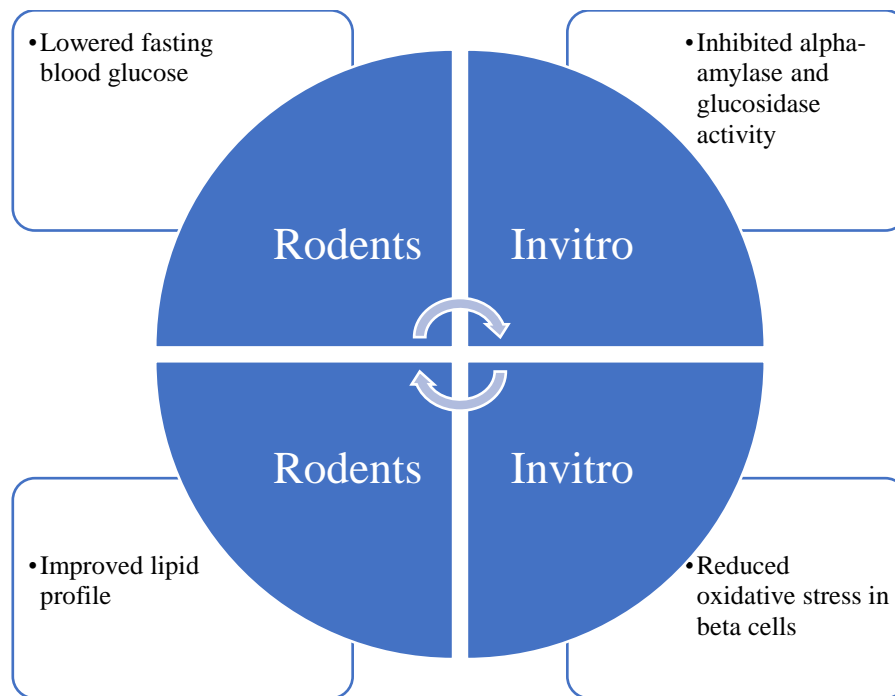 •Lowered fasting
blood glucose
•Inhibited alpha-
amylase and
glucosidase
activity
Rodents
Invitro
Rodents
Invitro
•Improved lipid
profile
•Reduced
oxidative stress in
beta cells